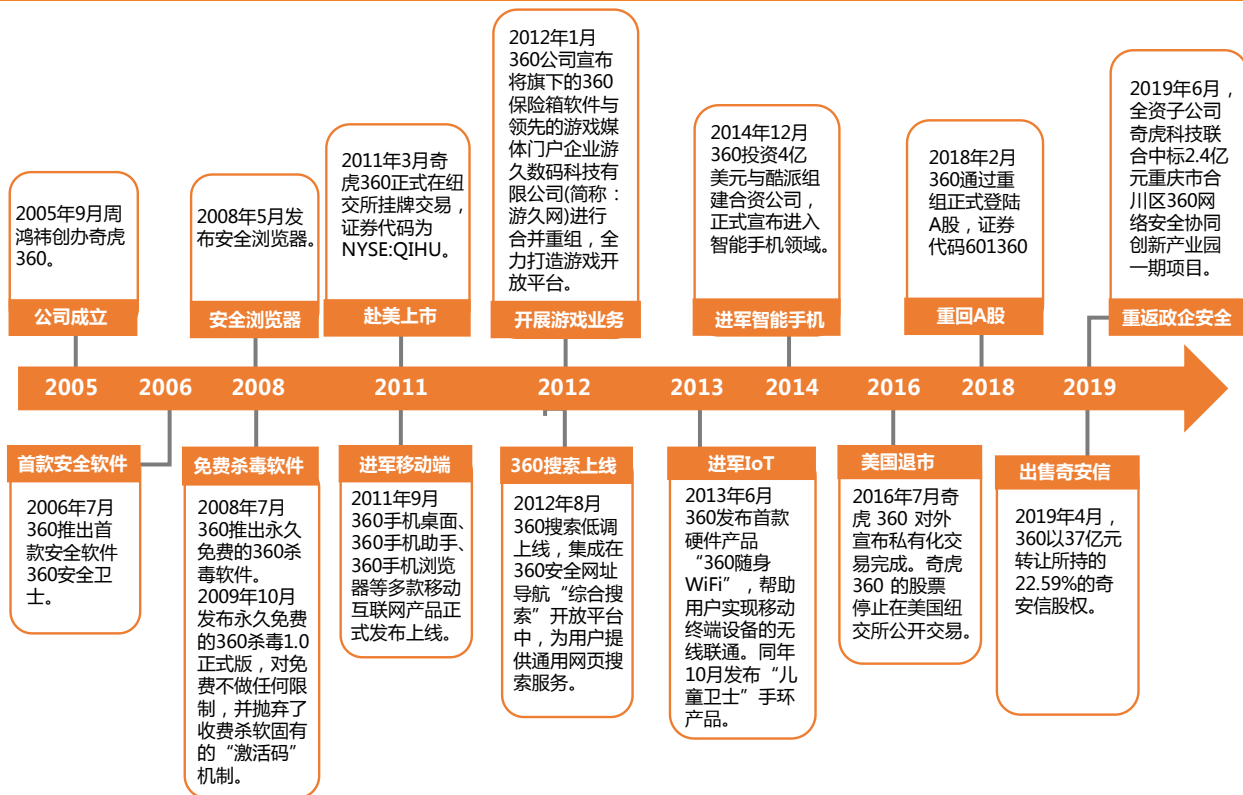 2005年9月周
鸿祎创办奇虎
360。
公司成立
2008年5月发
布安全浏览器。
安全浏览器
2011年3月奇
虎360正式在纽
交所挂牌交易，
证券代码为
NYSE:QIHU。
赴美上市
2012年1月
360公司宣布
将旗下的360
保险箱软件与
领先的游戏媒
体门户企业游
久数码科技有
限公司(简称：
游久网)进行
合并重组，全
力打造游戏开
放平台。
开展游戏业务
2014年12月
360投资4亿
美元与酷派组
建合资公司，
正式宣布进入
智能手机领域。
进军智能手机
2018年2月
360通过重
组正式登陆
A股，证券
代码601360
重回A股
2019年6月，
全资子公司
奇虎科技联
合中标2.4亿
元重庆市合
川区360网
络安全协同
创新产业园
一期项目。
重返政企安全
2005 2006 2008 2011 2012 2013 2014 2016 2018 2019
首款安全软件
2006年7月
360推出首
款安全软件
360安全卫
士。
免费杀毒软件
2008年7月
360推出永久
免费的360杀
毒软件。
2009年10月
发布永久免费
的360杀毒1.0
正式版，对免
费不做任何限
制，并抛弃了
收费杀软固有
的“激活码”
机制。
进军移动端
2011年9月
360手机桌面、
360手机助手、
360手机浏览
器等多款移动
互联网产品正
式发布上线。
360搜索上线
2012年8月
360搜索低调
上线，集成在
360安全网址
导航“综合搜
索”开放平台
中，为用户提
供通用网页搜
索服务。
进军IoT
2013年6月
360发布首款
硬件产品
“360随身
WiFi”，帮助
用户实现移动
终端设备的无
线联通。同年
10月发布“儿
童卫士”手环
产品。
美国退市
2016年7月奇
虎 360 对外
宣布私有化交
易完成。奇虎
360 的股票
停止在美国纽
交所公开交易。
出售奇安信
2019年4月，
360以37亿元
转让所持的
22.59%的奇
安信股权。